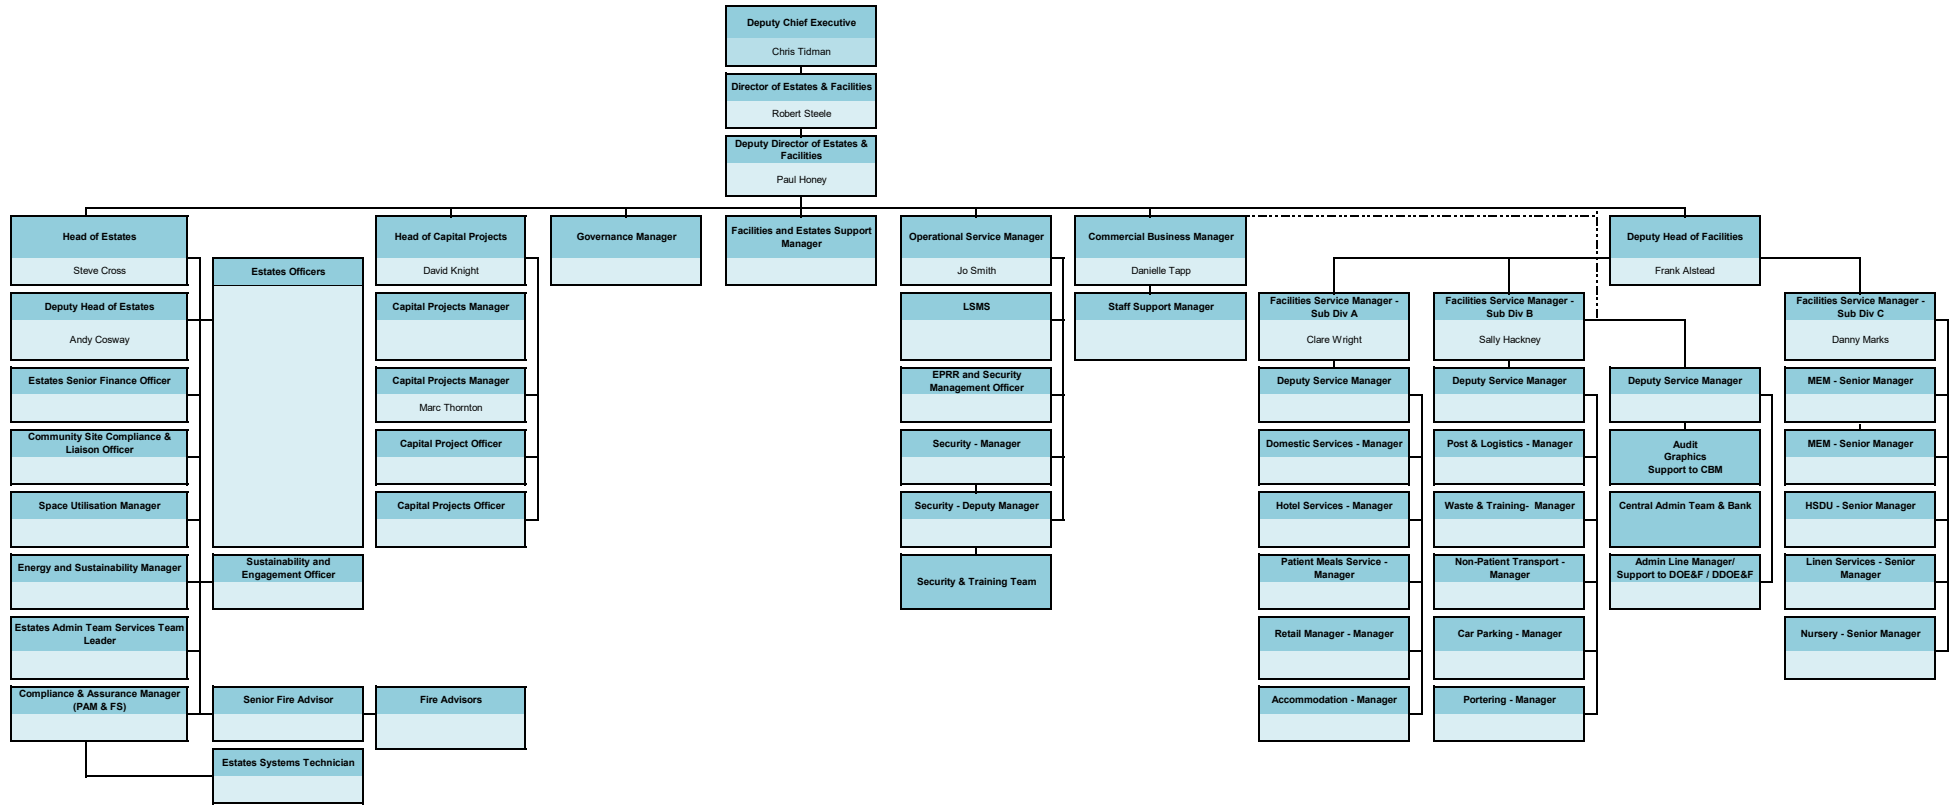 Deputy Chief Executive
Chris Tidman
Director of Estates & Facilities
Robert Steele
Deputy Director of Estates &
Facilities
Paul Honey
Head of Estates
Steve Cross
Deputy Head of Estates
Andy Cosway
Estates Senior Finance Officer
Community Site Compliance &
Liaison Officer
Space Utilisation Manager
Energy and Sustainability Manager
Estates Admin Team Services Team
Leader
Compliance & Assurance Manager
(PAM & FS)
Estates Officers
Sustainability and
Engagement Officer
Senior Fire Advisor
Estates Systems Technician
Head of Capital Projects
David Knight
Capital Projects Manager
Capital Projects Manager
Marc Thornton
Capital Project Officer
Capital Projects Officer
Fire Advisors
Governance Manager
Facilities and Estates Support
Manager
Operational Service Manager
Jo Smith
LSMS
EPRR and Security
Management Officer
Security - Manager
Security - Deputy Manager
Security & Training Team
Commercial Business Manager
Danielle Tapp
Staff Support Manager
Deputy Head of Facilities
Frank Alstead
Facilities Service Manager -
Sub Div A
Clare Wright
Deputy Service Manager
Domestic Services - Manager
Hotel Services - Manager
Patient Meals Service -
Manager
Retail Manager - Manager
Accommodation - Manager
Facilities Service Manager -
Sub Div B
Sally Hackney
Deputy Service Manager
Post & Logistics - Manager
Waste & Training- Manager
Non-Patient Transport -
Manager
Car Parking - Manager
Portering - Manager
Deputy Service Manager
Audit
Graphics
Support to CBM
Central Admin Team & Bank
Admin Line Manager/
Support to DOE&F / DDOE&F
Facilities Service Manager -
Sub Div C
Danny Marks
MEM - Senior Manager
MEM - Senior Manager
HSDU - Senior Manager
Linen Services - Senior
Manager
Nursery - Senior Manager